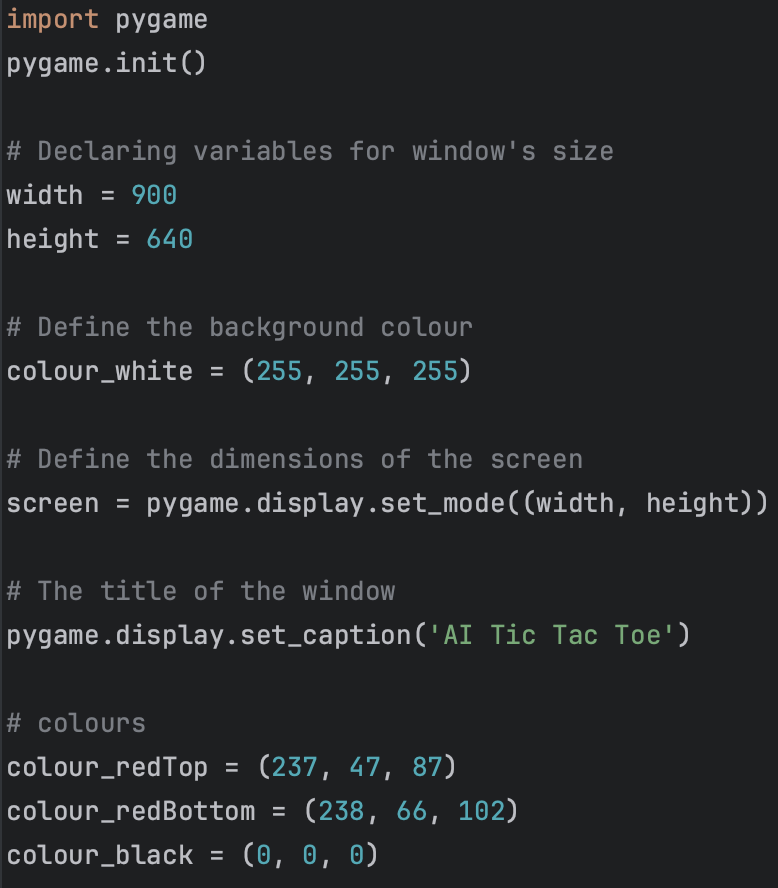 import pygame
pygame.init()
# Declaring variables for window's size
width = 900
height = 640
# Define the background colour
colour_white = (255, 255, 255)
# Define the dimensions of the screen
screen = pygame.display.set_mode((width, height))
# The title of the window
pygame.display.set_caption('AI Tic Tac Toe')
# colours
colour_redTop = (237, 47, 87)
colour_redBottom = (238, 66, 102)
colour_black = (0, 0, 0)